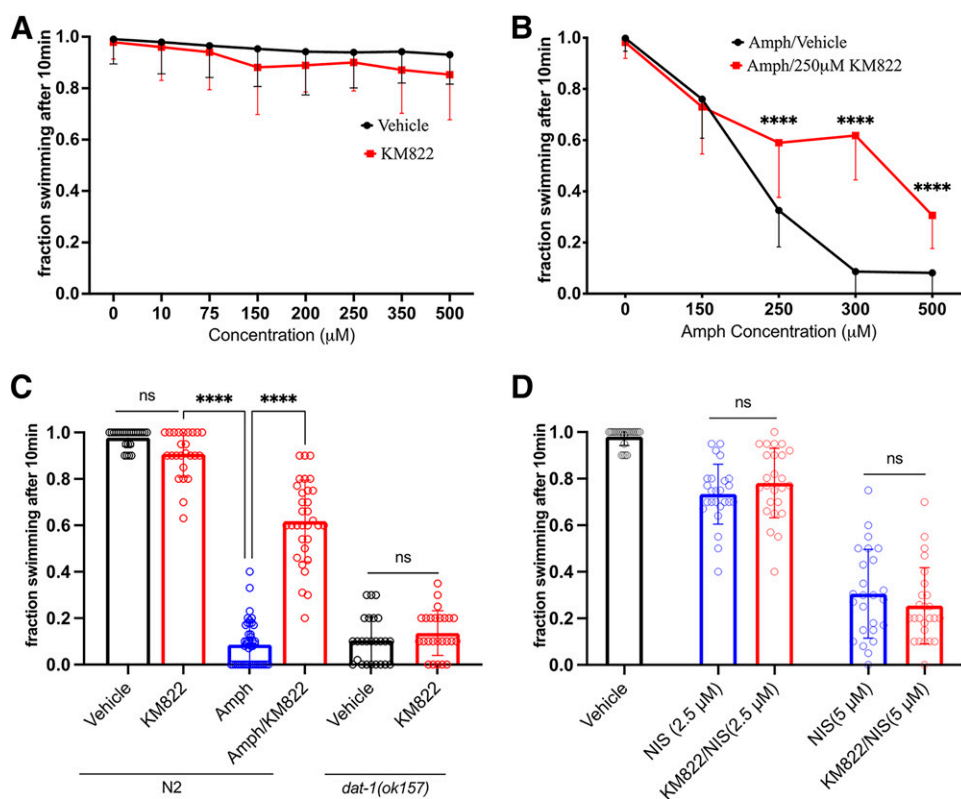 A
fraction swimming after 10min
1.0
0.8
0.6
0.4
0.2
0.0
Vehicle
KM822
0 10 75 150 200 250 350 500
Concentration (μM)
B
fraction swimming after 10min
1.0
0.8
0.6
0.4
0.2
0.0
Amph/Vehicle
Amph/250μM KM822
****
****
****
0 150 250 300 500
Amph Concentration (μM)
C
fraction swimming after 10min
1.0
0.8
0.6
0.4
0.2
0.0
ns
****
****
ns
Vehicle
KM822
Amph
Amph/KM822
Vehicle
KM822
N2
dat-1(ok157)
D
fraction swimming after 10min
1.0
0.8
0.6
0.4
0.2
0.0
ns
ns
Vehicle
NIS (2.5 μM)
KM822/NIS(2.5 μM)
NIS(5 μM)
KM822/NIS(5 μM)